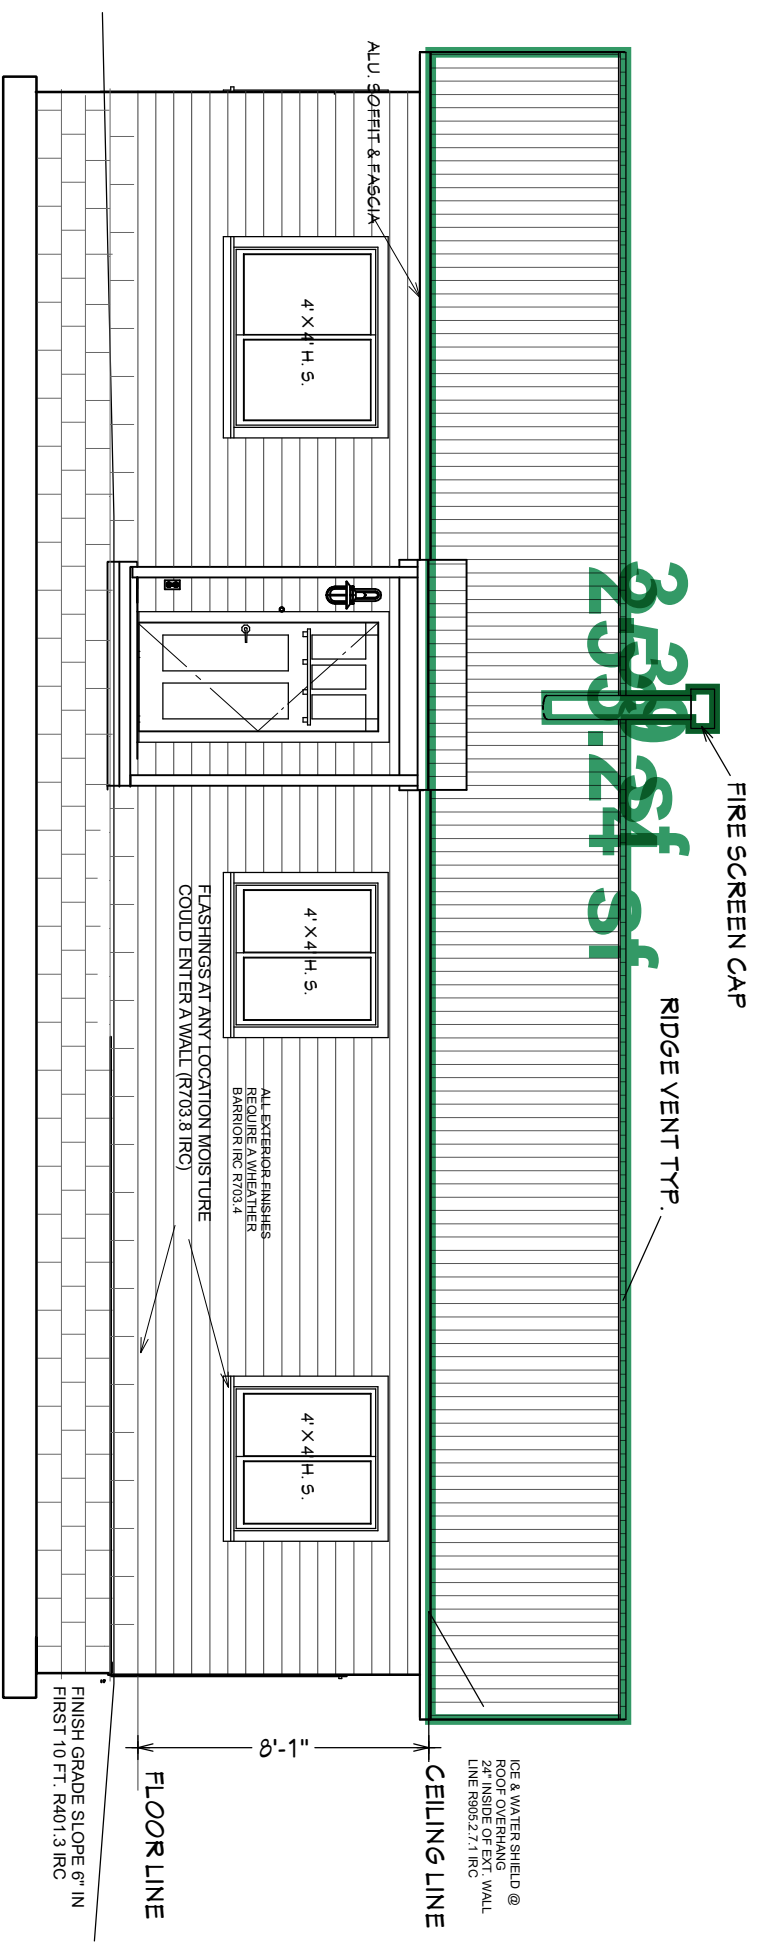 FIRE SCREEN CAP
RIDGE VENT TYP.
ALU. SOFFIT & FASCIA
4' X 4' H. S.
4' X 4' H. S.
4' X 4' H. S.
ICE & WATER SHIELD @
ROOF OVERHANG
24" INSIDE OF EXT. WALL
LINE R905.2.7.1 IRC
CEILING LINE
8'-1"
ALL EXTERIOR FINISHES
REQUIRE A WHEATHER
BARRIOR IRC R703.4
FLASHINGS AT ANY LOCATION MOISTURE
COULD ENTER A WALL (R703.8 IRC)
FLOOR LINE
FINISH GRADE SLOPE 6" IN
FIRST 10 FT. R401.3 IRC